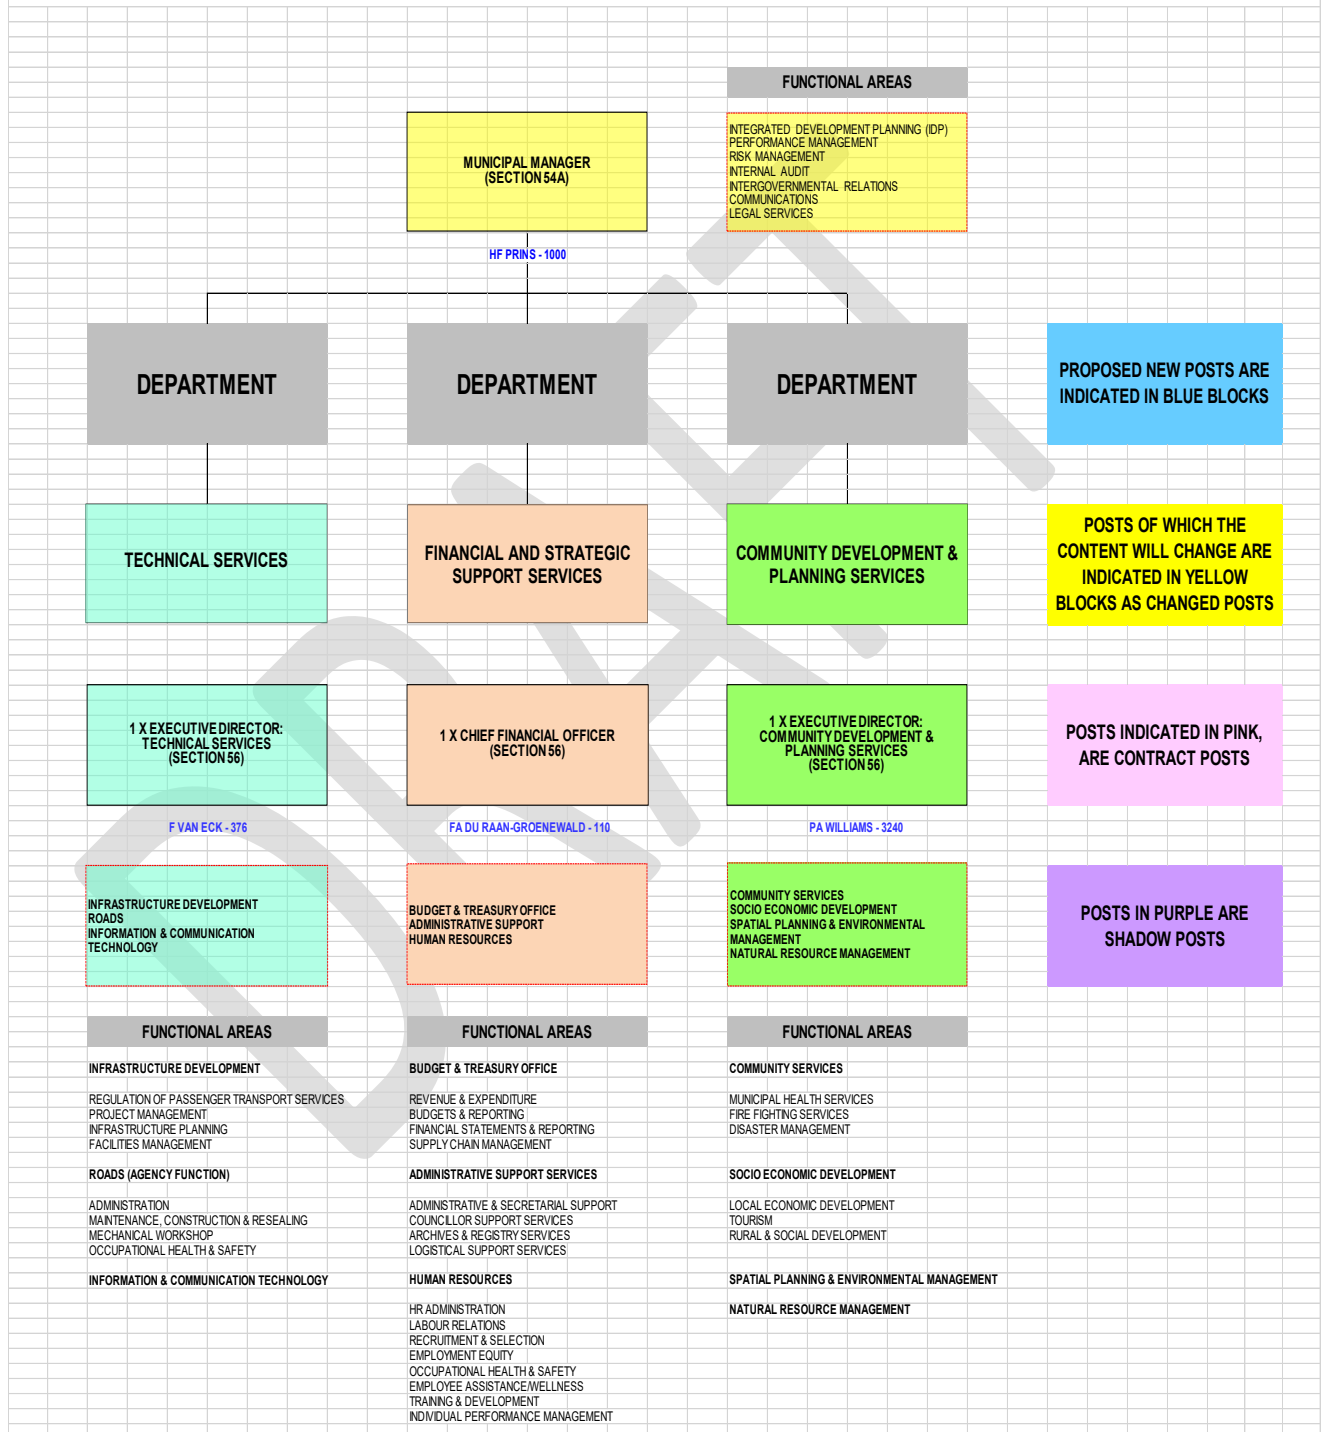 FUNCTIONAL AREAS
INTEGRATED DEVELOPMENT PLANNING (IDP)
PERFORMANCE MANAGEMENT
RISK MANAGEMENT
INTERNAL AUDIT
INTERGOVERNMENTAL RELATIONS
COMMUNICATIONS
LEGAL SERVICES
MUNICIPAL MANAGER
(SECTION 54A)
HF PRINS - 1000
DEPARTMENT
DEPARTMENT
DEPARTMENT
PROPOSED NEW POSTS ARE
INDICATED IN BLUE BLOCKS
TECHNICAL SERVICES
FINANCIAL AND STRATEGIC
SUPPORT SERVICES
COMMUNITY DEVELOPMENT &
PLANNING SERVICES
POSTS OF WHICH THE
CONTENT WILL CHANGE ARE
INDICATED IN YELLOW
BLOCKS AS CHANGED POSTS
1 X EXECUTIVE DIRECTOR:
TECHNICAL SERVICES
(SECTION 56)
1 X CHIEF FINANCIAL OFFICER
(SECTION 56)
1 X EXECUTIVE DIRECTOR:
COMMUNITY DEVELOPMENT &
PLANNING SERVICES
(SECTION 56)
POSTS INDICATED IN PINK,
ARE CONTRACT POSTS
F VAN ECK - 376
FA DU RAAN-GROENEWALD - 110
PA WILLIAMS - 3240
INFRASTRUCTURE DEVELOPMENT
ROADS
INFORMATION & COMMUNICATION
TECHNOLOGY
BUDGET & TREASURY OFFICE
ADMINISTRATIVE SUPPORT
HUMAN RESOURCES
COMMUNITY SERVICES
SOCIO ECONOMIC DEVELOPMENT
SPATIAL PLANNING & ENVIRONMENTAL
MANAGEMENT
NATURAL RESOURCE MANAGEMENT
POSTS IN PURPLE ARE
SHADOW POSTS
FUNCTIONAL AREAS
INFRASTRUCTURE DEVELOPMENT
REGULATION OF PASSENGER TRANSPORT SERVICES
PROJECT MANAGEMENT
INFRASTRUCTURE PLANNING
FACILITIES MANAGEMENT
ROADS (AGENCY FUNCTION)
ADMINISTRATION
MAINTENANCE, CONSTRUCTION & RESEALING
MECHANICAL WORKSHOP
OCCUPATIONAL HEALTH & SAFETY
INFORMATION & COMMUNICATION TECHNOLOGY
FUNCTIONAL AREAS
BUDGET & TREASURY OFFICE
REVENUE & EXPENDITURE
BUDGETS & REPORTING
FINANCIAL STATEMENTS & REPORTING
SUPPLY CHAIN MANAGEMENT
ADMINISTRATIVE SUPPORT SERVICES
ADMINISTRATIVE & SECRETARIAL SUPPORT
COUNCILLOR SUPPORT SERVICES
ARCHIVES & REGISTRY SERVICES
LOGISTICAL SUPPORT SERVICES
HUMAN RESOURCES
HR ADMINISTRATION
LABOUR RELATIONS
RECRUITMENT & SELECTION
EMPLOYMENT EQUITY
OCCUPATIONAL HEALTH & SAFETY
EMPLOYEE ASSISTANCE/WELLNESS
TRAINING & DEVELOPMENT
INDIVIDUAL PERFORMANCE MANAGEMENT
FUNCTIONAL AREAS
COMMUNITY SERVICES
MUNICIPAL HEALTH SERVICES
FIRE FIGHTING SERVICES
DISASTER MANAGEMENT
SOCIO ECONOMIC DEVELOPMENT
LOCAL ECONOMIC DEVELOPMENT
TOURISM
RURAL & SOCIAL DEVELOPMENT
SPATIAL PLANNING & ENVIRONMENTAL MANAGEMENT
NATURAL RESOURCE MANAGEMENT
DRAFT